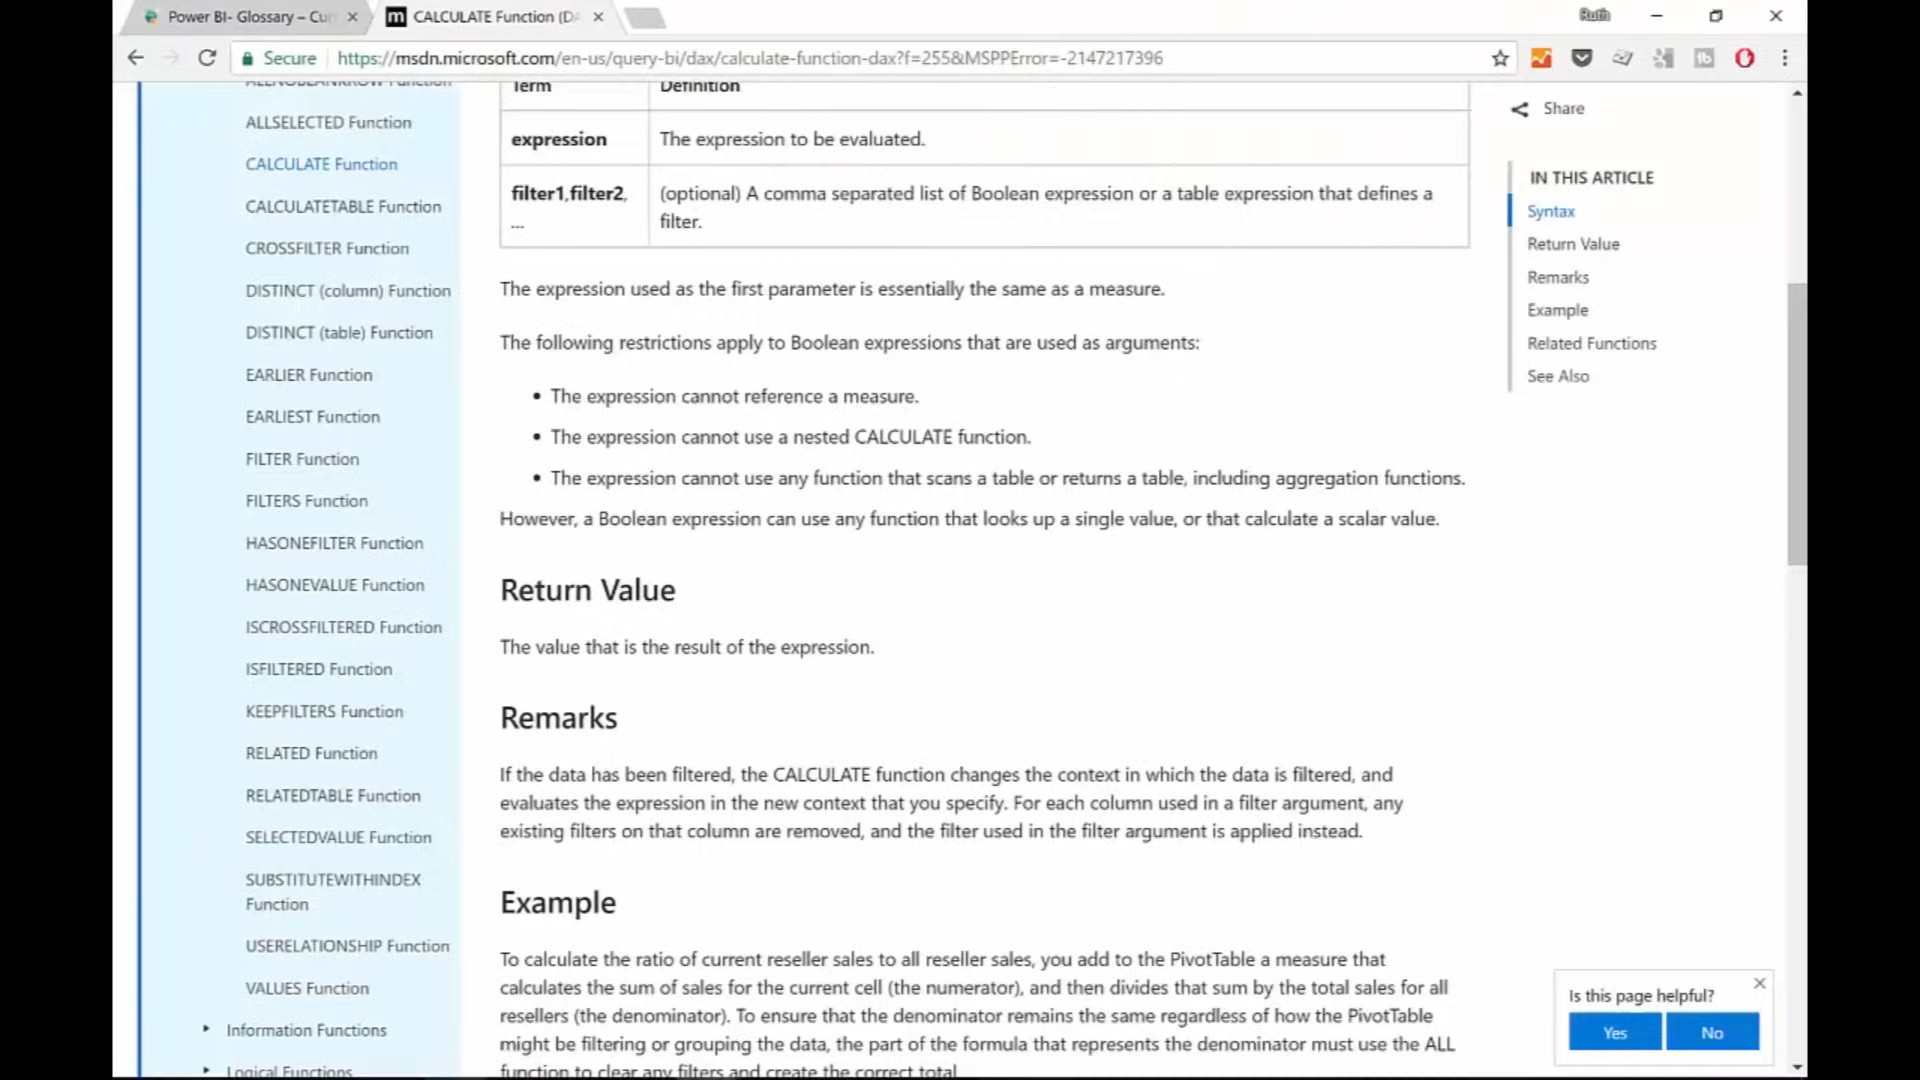 Power BI- Glossary – Cur
CALCULATE Function (DA
Ruth
Secure
https://msdn.microsoft.com/en-us/query-bi/dax/calculate-function-dax?f=255&MSPPError=-2147217396
ALLNOBLANKROW Function
ALLSELECTED Function
CALCULATE Function
CALCULATETABLE Function
CROSSFILTER Function
DISTINCT (column) Function
DISTINCT (table) Function
EARLIER Function
EARLIEST Function
FILTER Function
FILTERS Function
HASONEFILTER Function
HASONEVALUE Function
ISCROSSFILTERED Function
ISFILTERED Function
KEEPFILTERS Function
RELATED Function
RELATEDTABLE Function
SELECTEDVALUE Function
SUBSTITUTEWITHINDEX
Function
USERELATIONSHIP Function
VALUES Function
Information Functions
Logical Functions
Term Definition
expression The expression to be evaluated.
filter1,filter2, (optional) A comma separated list of Boolean expression or a table expression that defines a
... filter.
The expression used as the first parameter is essentially the same as a measure.
The following restrictions apply to Boolean expressions that are used as arguments:
• The expression cannot reference a measure.
• The expression cannot use a nested CALCULATE function.
• The expression cannot use any function that scans a table or returns a table, including aggregation functions.
However, a Boolean expression can use any function that looks up a single value, or that calculate a scalar value.
Return Value
The value that is the result of the expression.
Remarks
If the data has been filtered, the CALCULATE function changes the context in which the data is filtered, and
evaluates the expression in the new context that you specify. For each column used in a filter argument, any
existing filters on that column are removed, and the filter used in the filter argument is applied instead.
Example
To calculate the ratio of current reseller sales to all reseller sales, you add to the PivotTable a measure that
calculates the sum of sales for the current cell (the numerator), and then divides that sum by the total sales for all
resellers (the denominator). To ensure that the denominator remains the same regardless of how the PivotTable
might be filtering or grouping the data, the part of the formula that represents the denominator must use the ALL
function to clear any filters and create the correct total.
Share
IN THIS ARTICLE
Syntax
Return Value
Remarks
Example
Related Functions
See Also
Is this page helpful?
Yes No